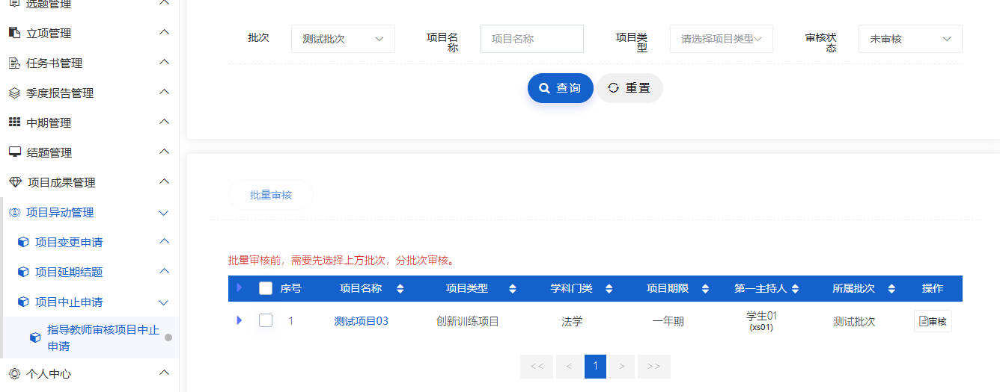 选题管理
立项管理
任务书管理
季度报告管理
中期管理
结题管理
项目成果管理
项目异动管理
项目变更申请
项目延期结题
项目中止申请
指导教师审核项目中止
申请
个人中心
批次 测试批次 项目名
称 项目名称 项目类
型 请选择项目类型 审核状
态 未审核
查询 重置
批量审核
批量审核前，需要先选择上方批次，分批次审核。
序号 项目名称 项目类型 学科门类 项目期限 第一主持人 所属批次 操作
1 测试项目03 创新训练项目 法学 一年期 学生01
(xs01) 测试批次 审核
<< < 1 > >>